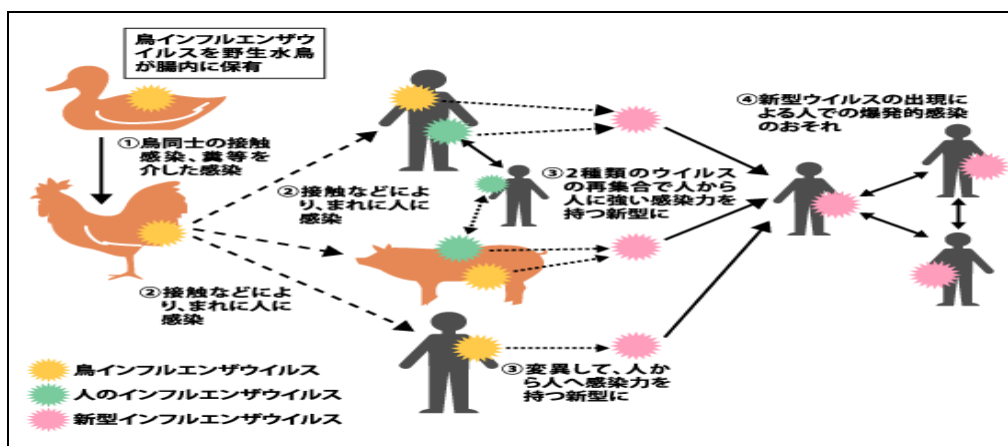 鳥インフルエンザウ
イルスを野生水鳥
が腸内に保有
①鳥同士の接触
感染、糞等を
介した感染
②接触などによ
り、まれに人に
感染
②接触などによ
り、まれに人に
感染
③2種類のウイルス
の再集合で人から
人に強い感染力を
持つ新型に
③変異して、人か
ら人へ感染力を
持つ新型に
④新型ウイルスの出現に
よる人での爆発的感染
のおそれ
鳥インフルエンザウイルス
人のインフルエンザウイルス
新型インフルエンザウイルス